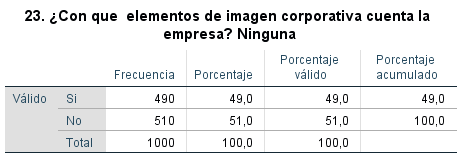 23. ¿Con que elementos de imagen corporativa cuenta la
empresa? Ninguna
Frecuencia Porcentaje Porcentaje válido Porcentaje acumulado
Válido Si 490 49,0 49,0 49,0
No 510 51,0 51,0 100,0
Total 1000 100,0 100,0